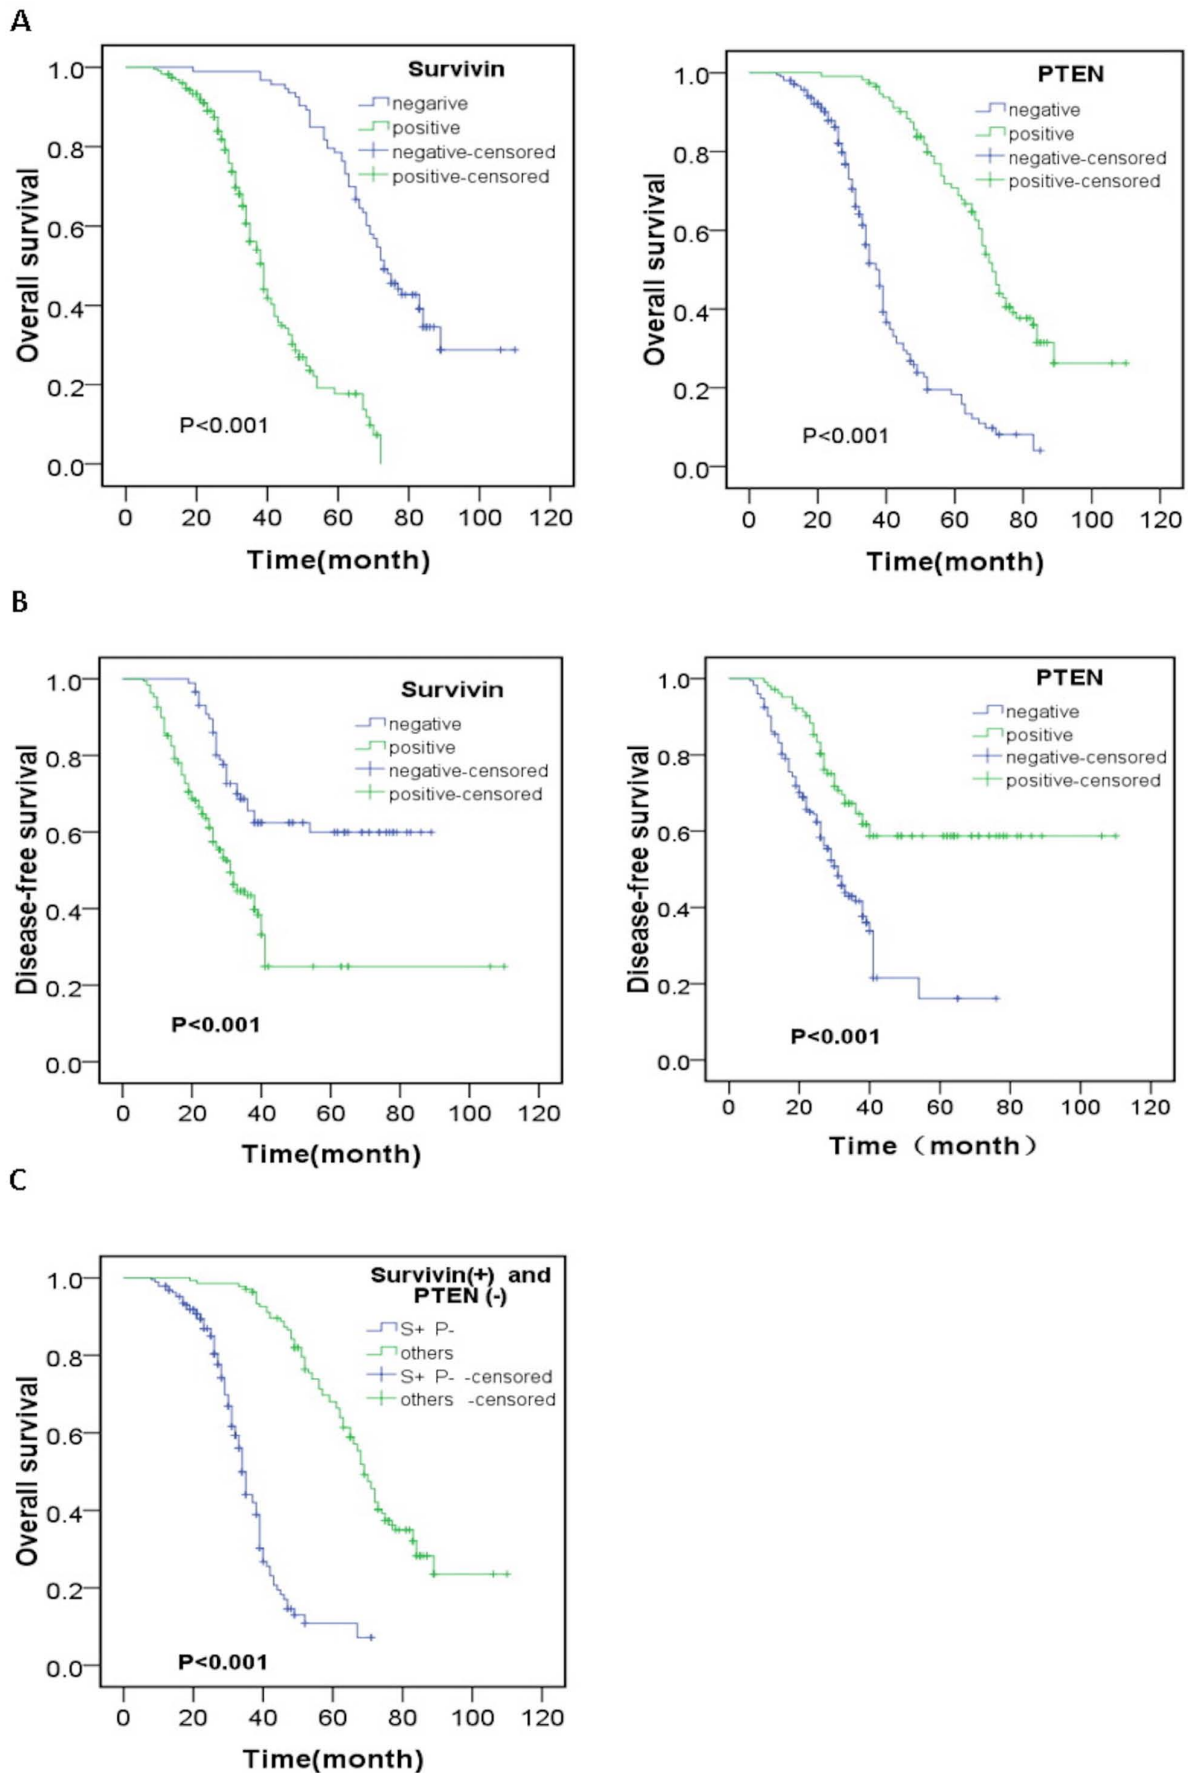 A
Survivin
negarive
positive
negative-censored
positive-censored
1.0
0.8
0.6
0.4
0.2
0.0
Overall survival
P<0.001
0 20 40 60 80 100 120
Time(month)
PTEN
negative
positive
negative-censored
positive-censored
1.0
0.8
0.6
0.4
0.2
0.0
Overall survival
P<0.001
0 20 40 60 80 100 120
Time(month)
B
Survivin
negative
positive
negative-censored
positive-censored
1.0
0.8
0.6
0.4
0.2
0.0
Disease-free survival
P<0.001
0 20 40 60 80 100 120
Time(month)
PTEN
negative
positive
negative-censored
positive-censored
1.0
0.8
0.6
0.4
0.2
0.0
Disease-free survival
P<0.001
0 20 40 60 80 100 120
Time（month）
C
Survivin(+) and
PTEN (-)
S+ P-
others
S+ P- -censored
others -censored
1.0
0.8
0.6
0.4
0.2
0.0
Overall survival
P<0.001
0 20 40 60 80 100 120
Time(month)